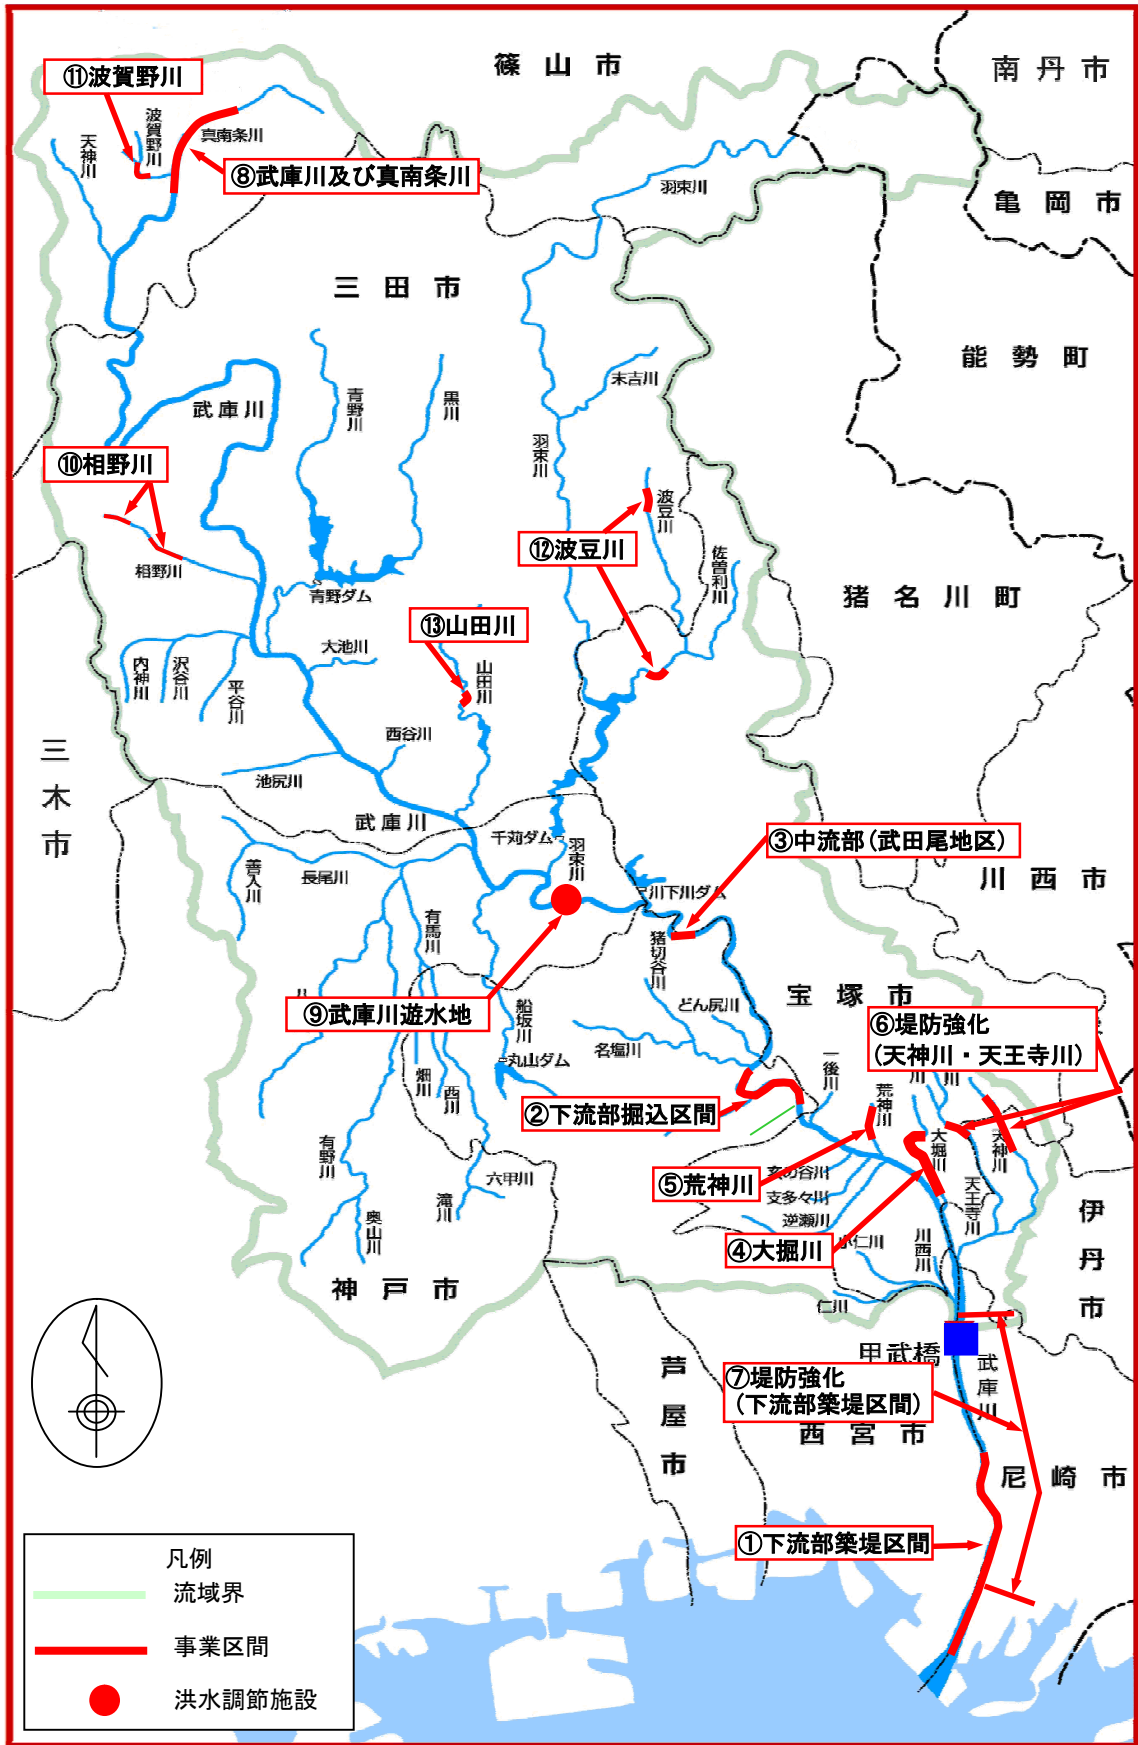 篠山市
南丹市
⑪波賀野川
波賀野川
真南条川
天神川
⑧武庫川及び真南条川
羽束川
亀岡市
三田市
能勢町
末吉川
青野川
黒川
武庫川
羽束川
⑩相野川
波豆川
⑫波豆川
佐曽利川
相野川
青野ダム
猪名川町
⑬山田川
大池川
内神川
沢谷川
平谷川
山田川
西谷川
三木市
池尻川
武庫川
千苅ダム
羽束川
③中流部(武田尾地区)
善入川
長尾川
川下川ダム
川西市
有馬川
猪切谷川
どん尻川
宝塚市
⑨武庫川遊水地
船坂川
名塩川
丸山ダム
⑥堤防強化
(天神川・天王寺川)
一後川
荒神川
畑川
西川
②下流部掘込区間
大堀川
天神川
有野川
六甲川
⑤荒神川
亥の谷川
支多々川
逆瀬川
天王寺川
滝川
奥山川
④大掘川
小仁川
川西川
伊丹市
神戸市
仁川
甲武橋
武庫川
芦屋市
⑦堤防強化
(下流部築堤区間)
西宮市
尼崎市
①下流部築堤区間
凡例
流域界
事業区間
洪水調節施設